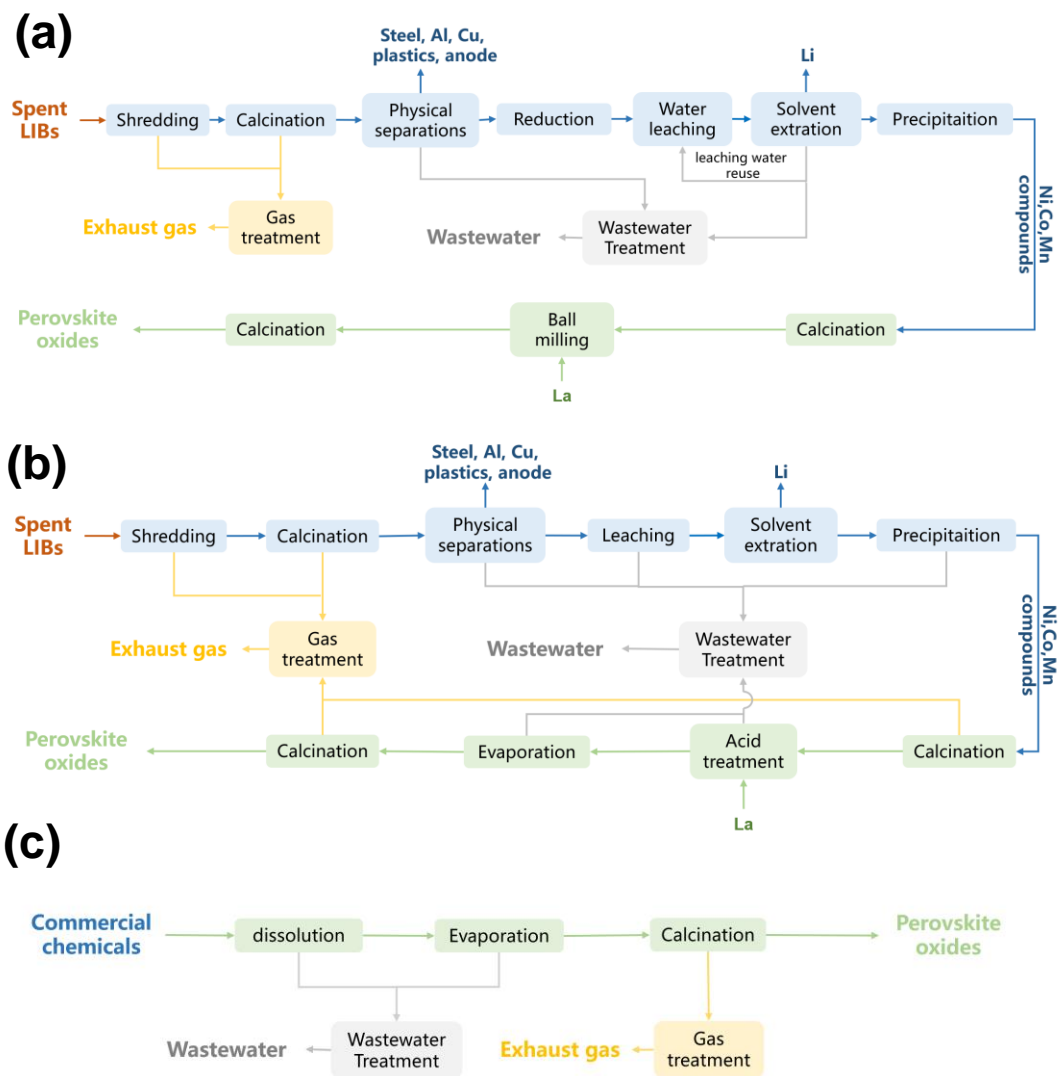 (a)
Steel, Al, Cu,
plastics, anode
Li
Spent
LIBs
Shredding
Calcination
Physical
separations
Reduction
Water
leaching
Solvent
extration
Precipitaition
leaching water
reuse
Ni,Co,Mn
compounds
Exhaust gas
Gas
treatment
Wastewater
Wastewater
Treatment
Perovskite
oxides
Calcination
Ball
milling
Calcination
La
(b)
Steel, Al, Cu,
plastics, anode
Li
Spent
LIBs
Shredding
Calcination
Physical
separations
Leaching
Solvent
extration
Precipitaition
Ni,Co,Mn
compounds
Exhaust gas
Gas
treatment
Wastewater
Wastewater
Treatment
Perovskite
oxides
Calcination
Evaporation
Acid
treatment
Calcination
La
(c)
Commercial
chemicals
dissolution
Evaporation
Calcination
Perovskite
oxides
Wastewater
Wastewater
Treatment
Exhaust gas
Gas
treatment